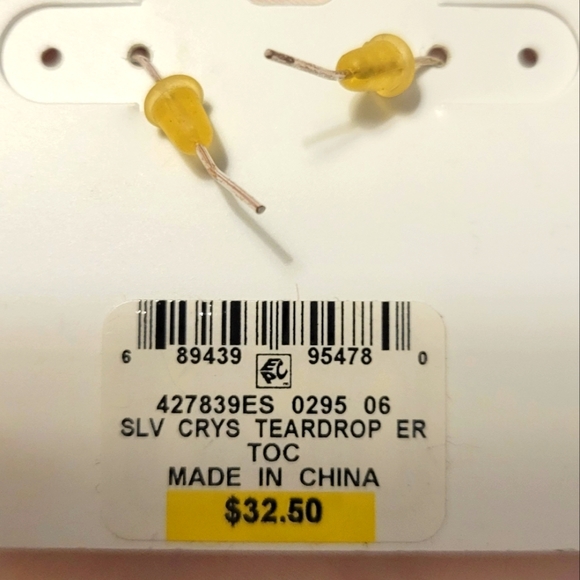 6 89439 95478 0
427839ES 0295 06
SLV CRYS TEARDROP ER
TOC
MADE IN CHINA
$32.50